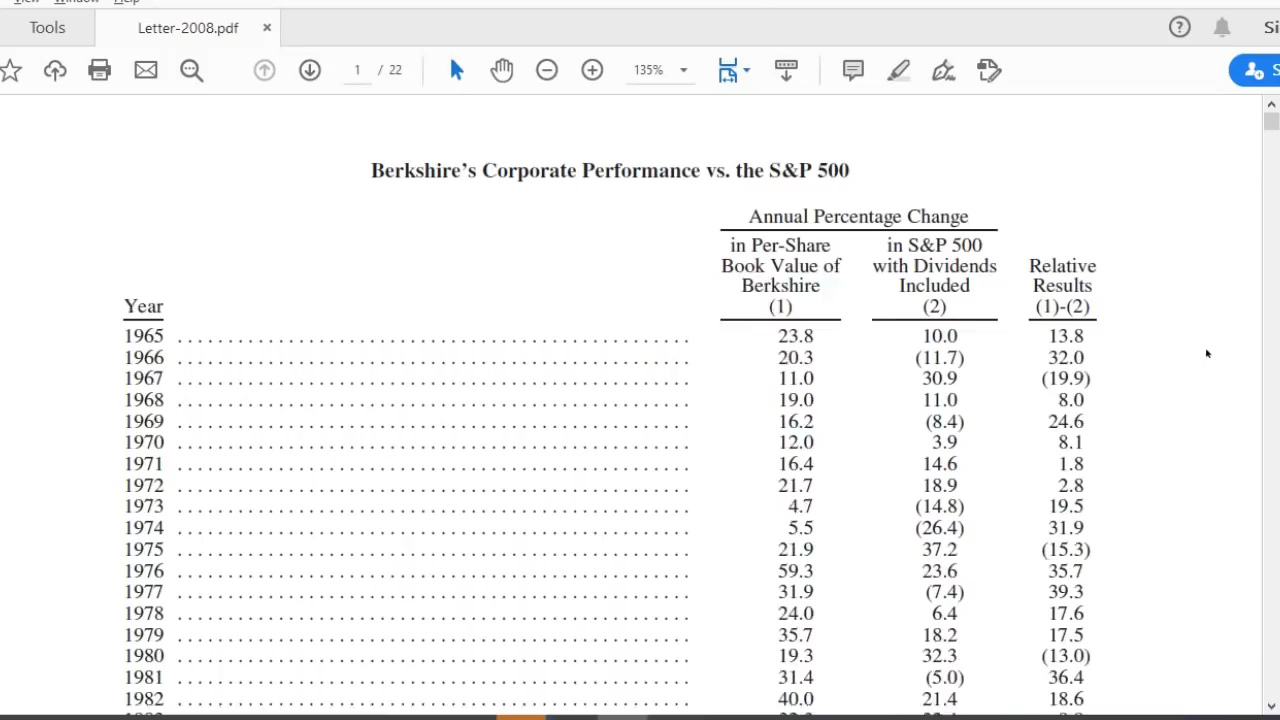 View Window Help
Tools Letter-2008.pdf × ? Si
1 / 22 135% S
Berkshire’s Corporate Performance vs. the S&P 500
Annual Percentage Change
in Per-Share in S&P 500
Book Value of with Dividends Relative
Berkshire Included Results
Year (1) (2) (1)-(2)
1965 . . . . . . . . . . . . . . . . . . . . . . . . . . . . . . . . . . . . . . . . . . . . . . . . . . . 23.8 10.0 13.8
1966 . . . . . . . . . . . . . . . . . . . . . . . . . . . . . . . . . . . . . . . . . . . . . . . . . . . 20.3 (11.7) 32.0
1967 . . . . . . . . . . . . . . . . . . . . . . . . . . . . . . . . . . . . . . . . . . . . . . . . . . . 11.0 30.9 (19.9)
1968 . . . . . . . . . . . . . . . . . . . . . . . . . . . . . . . . . . . . . . . . . . . . . . . . . . . 19.0 11.0 8.0
1969 . . . . . . . . . . . . . . . . . . . . . . . . . . . . . . . . . . . . . . . . . . . . . . . . . . . 16.2 (8.4) 24.6
1970 . . . . . . . . . . . . . . . . . . . . . . . . . . . . . . . . . . . . . . . . . . . . . . . . . . . 12.0 3.9 8.1
1971 . . . . . . . . . . . . . . . . . . . . . . . . . . . . . . . . . . . . . . . . . . . . . . . . . . . 16.4 14.6 1.8
1972 . . . . . . . . . . . . . . . . . . . . . . . . . . . . . . . . . . . . . . . . . . . . . . . . . . . 21.7 18.9 2.8
1973 . . . . . . . . . . . . . . . . . . . . . . . . . . . . . . . . . . . . . . . . . . . . . . . . . . . 4.7 (14.8) 19.5
1974 . . . . . . . . . . . . . . . . . . . . . . . . . . . . . . . . . . . . . . . . . . . . . . . . . . . 5.5 (26.4) 31.9
1975 . . . . . . . . . . . . . . . . . . . . . . . . . . . . . . . . . . . . . . . . . . . . . . . . . . . 21.9 37.2 (15.3)
1976 . . . . . . . . . . . . . . . . . . . . . . . . . . . . . . . . . . . . . . . . . . . . . . . . . . . 59.3 23.6 35.7
1977 . . . . . . . . . . . . . . . . . . . . . . . . . . . . . . . . . . . . . . . . . . . . . . . . . . . 31.9 (7.4) 39.3
1978 . . . . . . . . . . . . . . . . . . . . . . . . . . . . . . . . . . . . . . . . . . . . . . . . . . . 24.0 6.4 17.6
1979 . . . . . . . . . . . . . . . . . . . . . . . . . . . . . . . . . . . . . . . . . . . . . . . . . . . 35.7 18.2 17.5
1980 . . . . . . . . . . . . . . . . . . . . . . . . . . . . . . . . . . . . . . . . . . . . . . . . . . . 19.3 32.3 (13.0)
1981 . . . . . . . . . . . . . . . . . . . . . . . . . . . . . . . . . . . . . . . . . . . . . . . . . . . 31.4 (5.0) 36.4
1982 . . . . . . . . . . . . . . . . . . . . . . . . . . . . . . . . . . . . . . . . . . . . . . . . . . . 40.0 21.4 18.6